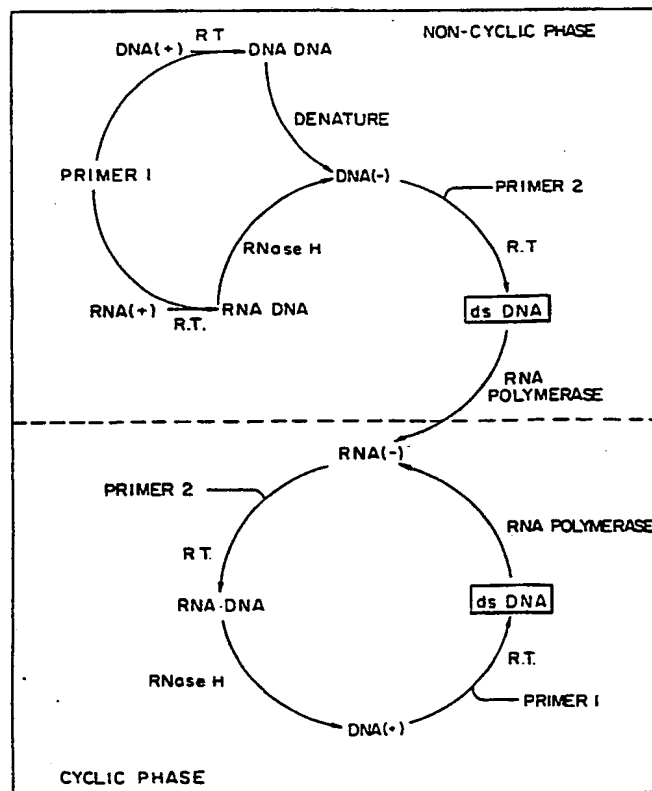 NON-CYCLIC PHASE
R T
DNA(+)
DNA DNA
DENATURE
PRIMER 1
DNA(-)
PRIMER 2
RNase H
R.T
RNA(+)
R.T.
RNA DNA
ds DNA
RNA
POLYMERASE
RNA(-)
PRIMER 2
RNA POLYMERASE
R T.
RNA·DNA
ds DNA
RNase H
R.T.
PRIMER 1
DNA(+)
CYCLIC PHASE